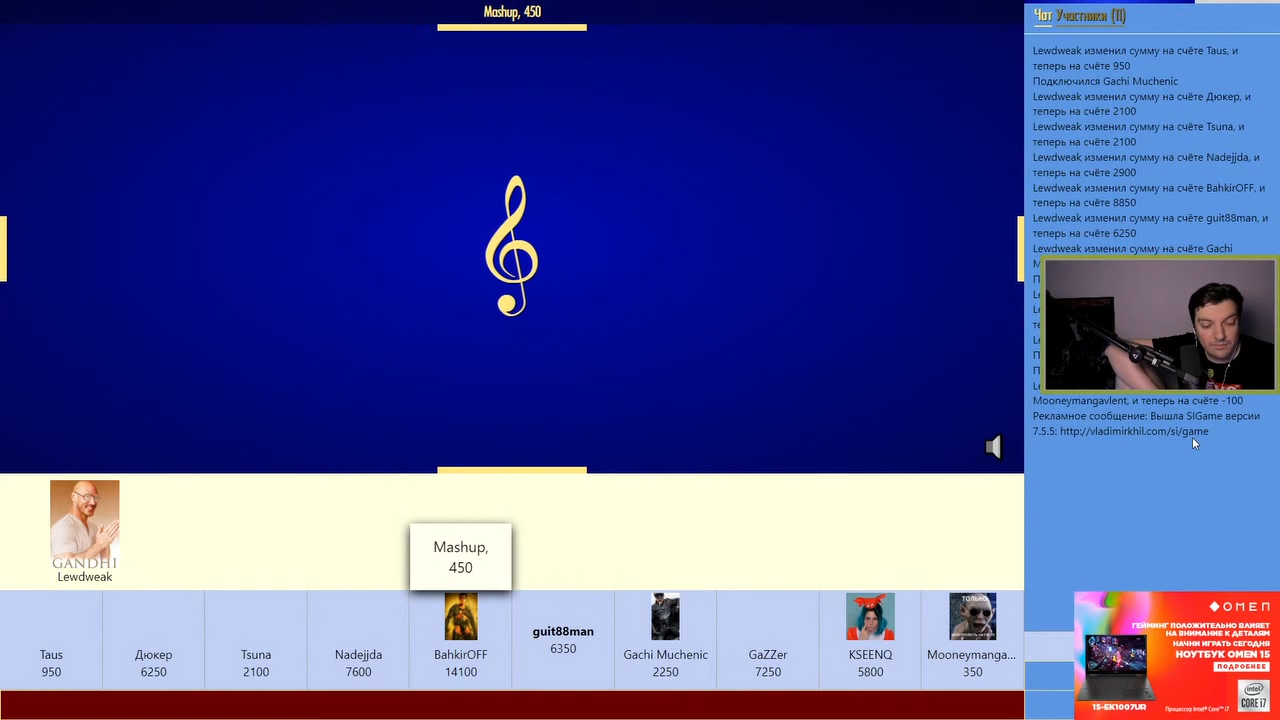 Mashup, 450
Чат Участники (11)
Lewdweak изменил сумму на счёте Taus, и
теперь на счёте 950
Подключился Gachi Muchenic
Lewdweak изменил сумму на счёте Дюкер, и
теперь на счёте 2100
Lewdweak изменил сумму на счёте Tsuna, и
теперь на счёте 2100
Lewdweak изменил сумму на счёте Nadejjda, и
теперь на счёте 2900
Lewdweak изменил сумму на счёте BahkirOFF, и
теперь на счёте 8850
Lewdweak изменил сумму на счёте guit88man, и
теперь на счёте 6250
Lewdweak изменил сумму на счёте Gachi
Mooneymangavlent, и теперь на счёте -100
Рекламное сообщение: Вышла SIGame версии
7.5.5: http://vladimirkhil.com/si/game
GANDHI
Lewdweak
Mashup,
450
ТОЛЬКО
Taus
950
Дюкер
6250
Tsuna
2100
Nadejjda
7600
BahkirOFF
14100
guit88man
6350
Gachi Muchenic
2250
GaZZer
7250
KSEENQ
5800
Mooneymanga...
350
ОМЕП
ГЕЙМИНГ ПОЛОЖИТЕЛЬНО ВЛИЯЕТ
НА ВНИМАНИЕ К ДЕТАЛЯМ
НАЧНИ ИГРАТЬ СЕГОДНЯ
НОУТБУК OMEN 15
ПОДРОБНЕЕ
15-EK1007UR
Процессор Intel® Core™ i7
intel
CORE i7